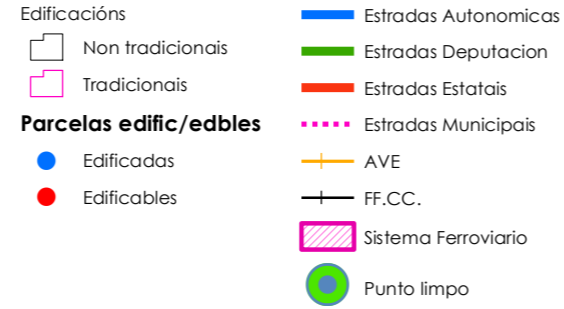 Edificacións
Non tradicionais
Tradicionais
Parcelas edific/edbles
Edificadas
Edificables
Estradas Autonomicas
Estradas Deputacion
Estradas Estatais
Estradas Municipais
AVE
FF.CC.
Sistema Ferroviario
Punto limpo